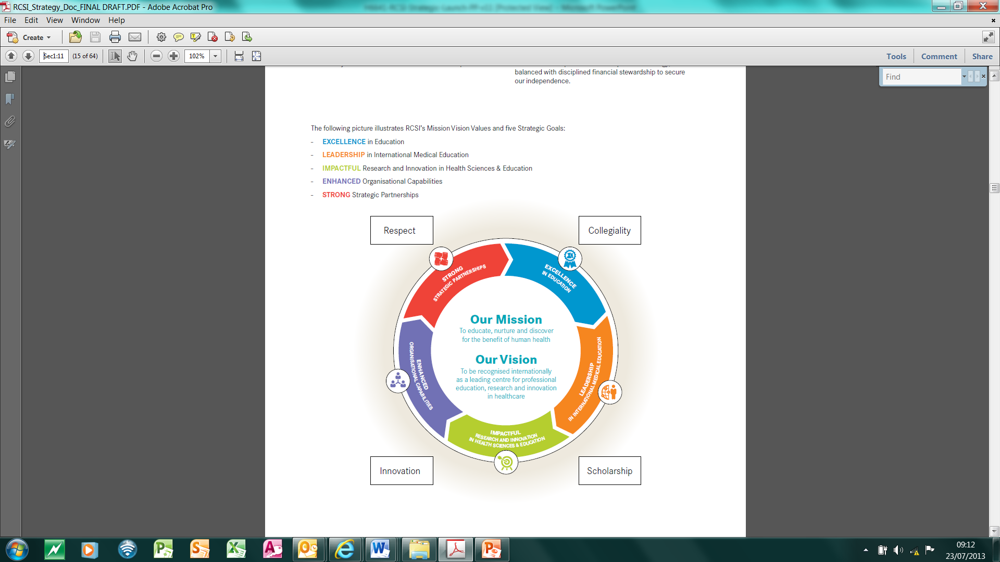 RCSI_Strategy_Doc_FINAL DRAFT.PDF - Adobe Acrobat Pro
File Edit View Window Help
Create
Sec1:11 (15 of 64) 102% Tools Comment Share
Find
balanced with disciplined financial stewardship to secure
our independence.
The following picture illustrates RCSI's Mission Vision Values and five Strategic Goals:
- EXCELLENCE in Education
- LEADERSHIP in International Medical Education
- IMPACTFUL Research and Innovation in Health Sciences & Education
- ENHANCED Organisational Capabilities
- STRONG Strategic Partnerships
Respect
Collegiality
STRONG
STRATEGIC PARTNERSHIPS
EXCELLENCE
IN EDUCATION
Our Mission
To educate, nurture and discover
for the benefit of human health
Our Vision
To be recognised internationally
as a leading centre for professional
education, research and innovation
in healthcare
ENHANCED
ORGANISATIONAL CAPABILITIES
LEADERSHIP
IN INTERNATIONAL MEDICAL EDUCATION
IMPACTFUL
RESEARCH AND INNOVATION
IN HEALTH SCIENCES & EDUCATION
Innovation
Scholarship
09:12
23/07/2013